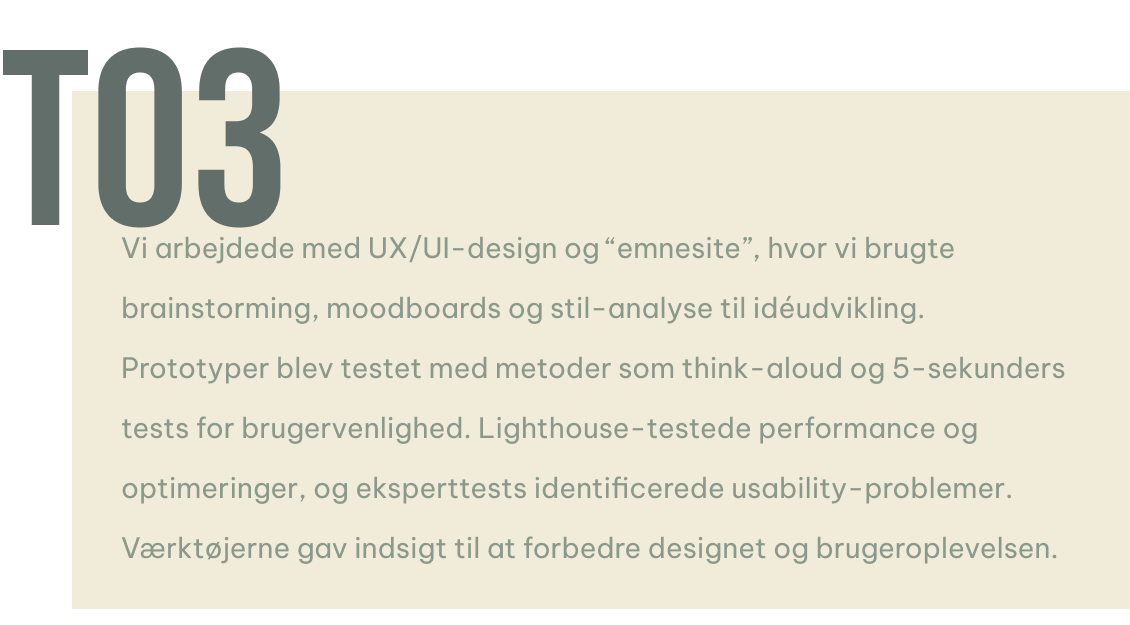 T03
Vi arbejdede med UX/UI-design og “emnesite”, hvor vi brugte
brainstorming, moodboards og stil-analyse til idéudvikling.
Prototyper blev testet med metoder som think-aloud og 5-sekunders
tests for brugervenlighed. Lighthouse-testede performance og
optimeringer, og eksperttests identificerede usability-problemer.
Værktøjerne gav indsigt til at forbedre designet og brugeroplevelsen.